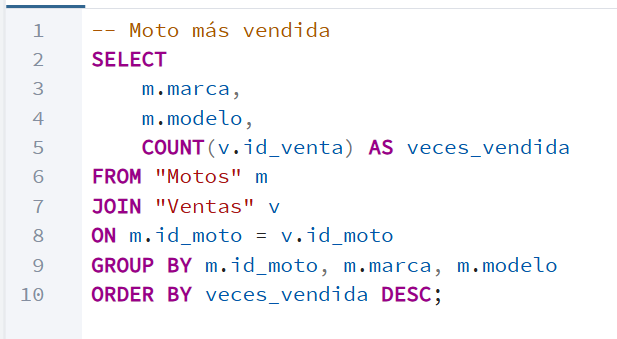 1 -- Moto más vendida
2 SELECT
3     m.marca,
4     m.modelo,
5     COUNT(v.id_venta) AS veces_vendida
6 FROM "Motos" m
7 JOIN "Ventas" v
8 ON m.id_moto = v.id_moto
9 GROUP BY m.id_moto, m.marca, m.modelo
10 ORDER BY veces_vendida DESC;